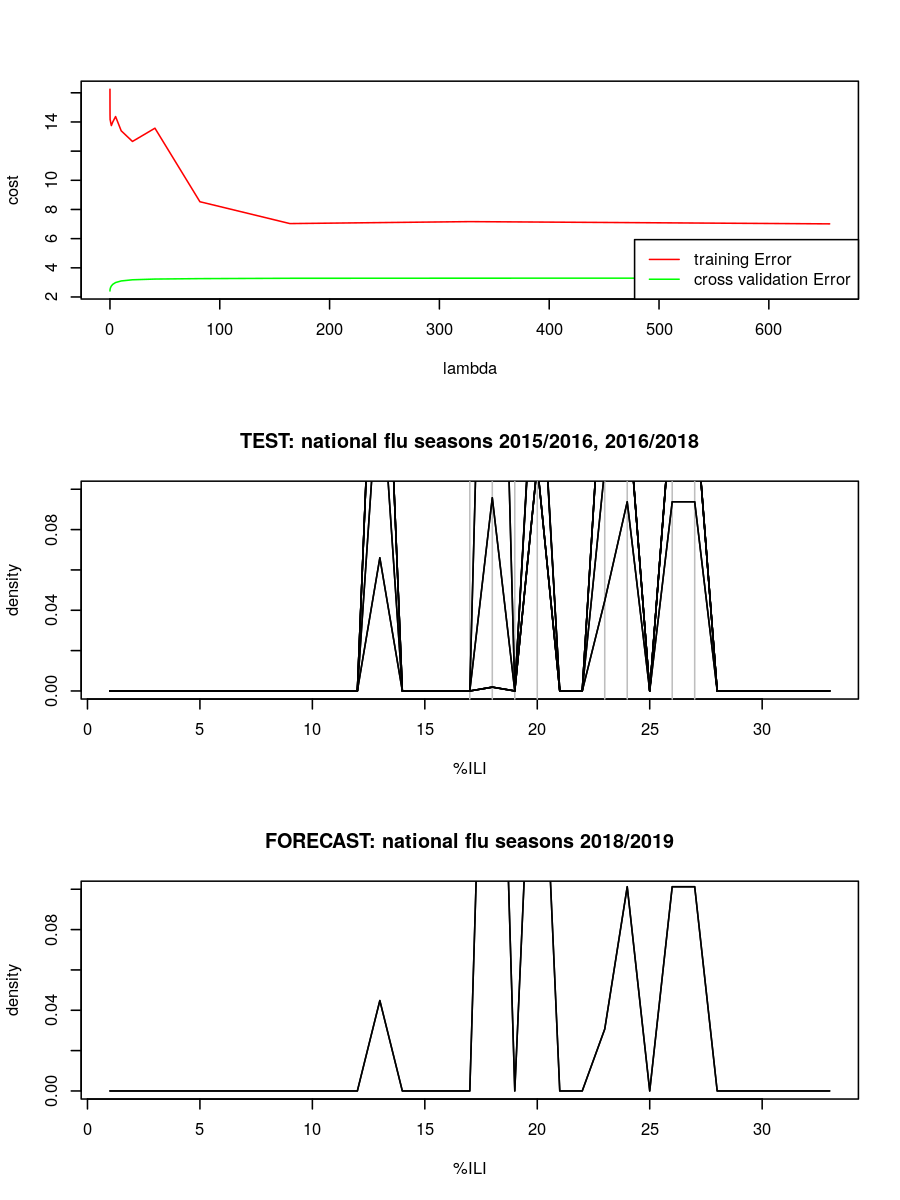 14
10
8
6
4
2
cost
training Error
cross validation Error
0 100 200 300 400 500 600
lambda
TEST: national flu seasons 2015/2016, 2016/2018
0.08
0.04
0.00
density
0 5 10 15 20 25 30
%ILI
FORECAST: national flu seasons 2018/2019
0.08
0.04
0.00
density
0 5 10 15 20 25 30
%ILI